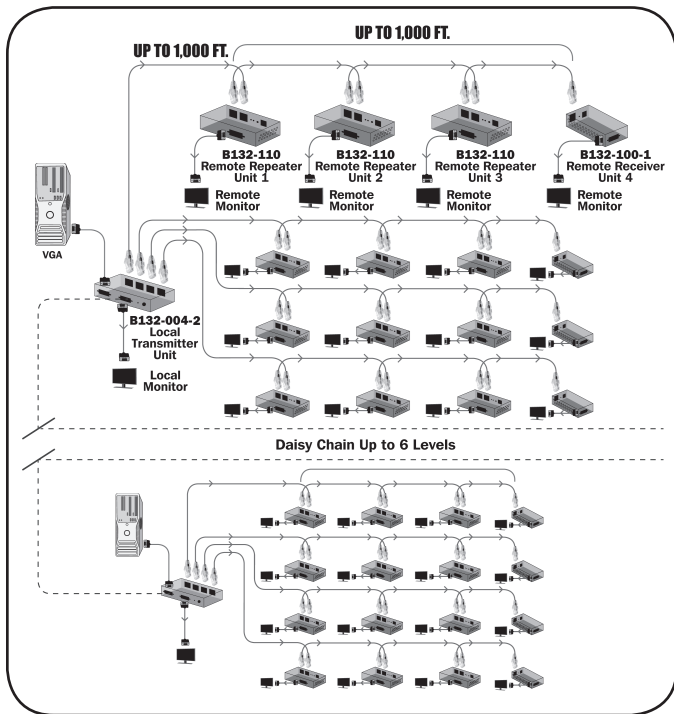 UP TO 1,000 FT.
UP TO 1,000 FT.
B132-110
Remote Repeater
Unit 1
B132-110
Remote Repeater
Unit 2
B132-110
Remote Repeater
Unit 3
B132-100-1
Remote Receiver
Unit 4
Remote
Monitor
Remote
Monitor
Remote
Monitor
Remote
Monitor
VGA
B132-004-2
Local
Transmitter
Unit
Local
Monitor
Daisy Chain Up to 6 Levels